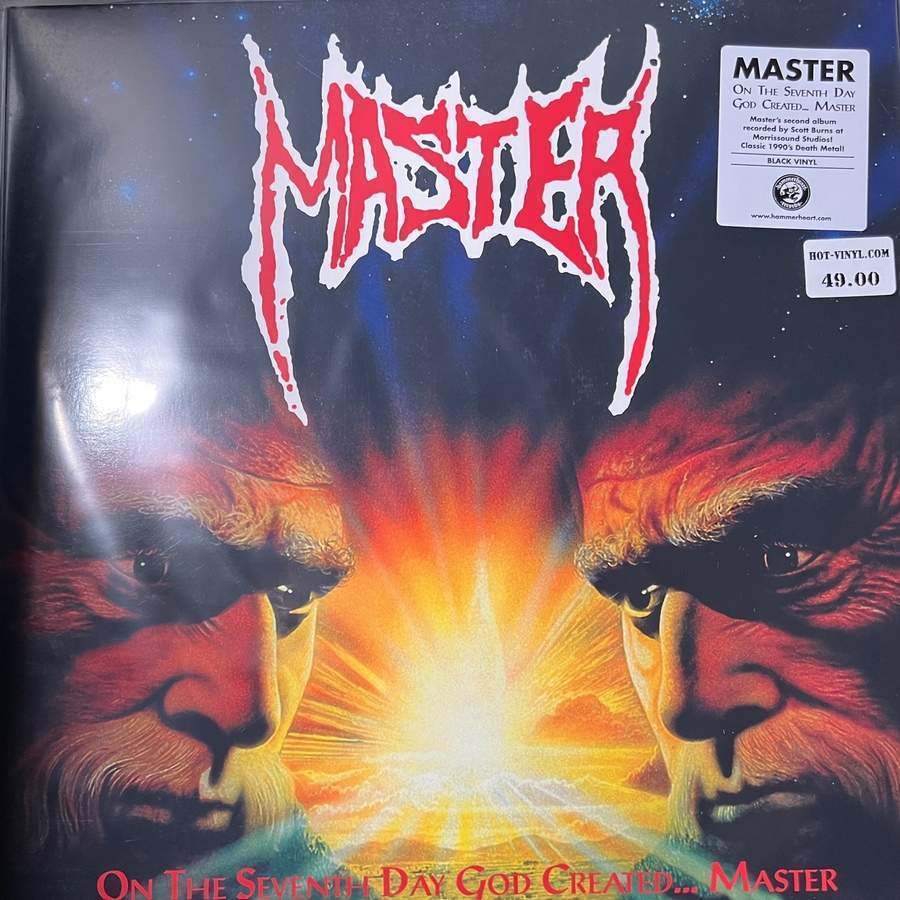 MASTER
MASTER
ON THE SEVENTH DAY
GOD CREATED... MASTER
Master's second album
recorded by Scott Burns at
Morrissound Studios!
Classic 1990's Death Metal!
BLACK VINYL
www.hammerheart.com
HOT-VINYL.COM
49.00
ON THE SEVENTH DAY GOD CREATED... MASTER